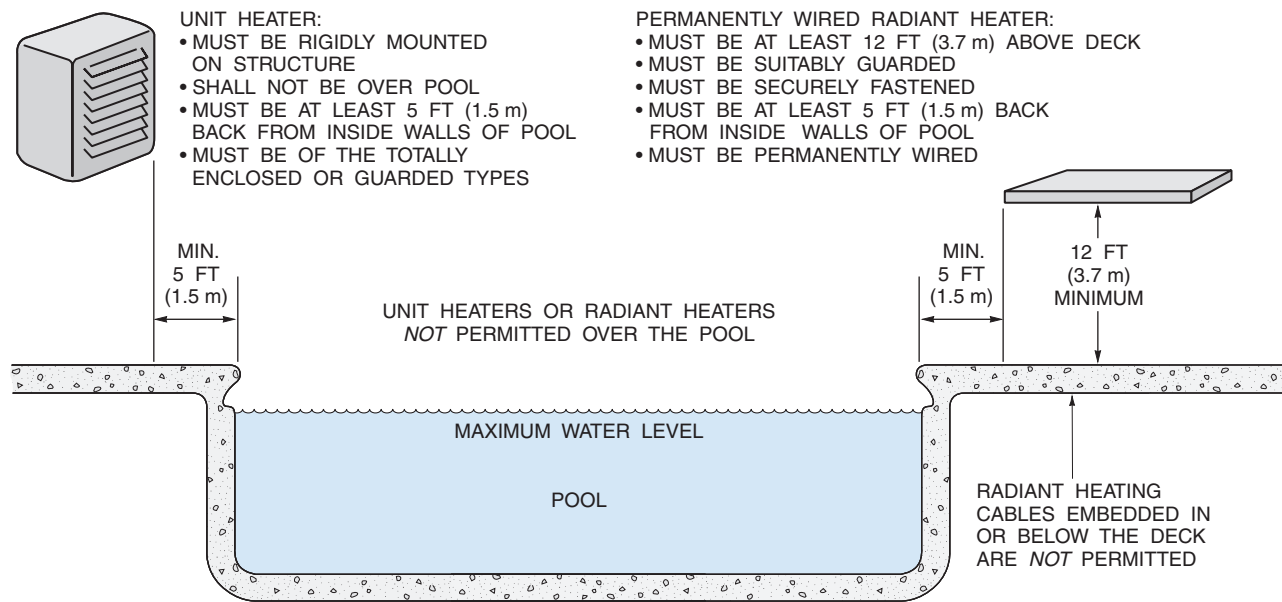 UNIT HEATER:
• MUST BE RIGIDLY MOUNTED
ON STRUCTURE
• SHALL NOT BE OVER POOL
• MUST BE AT LEAST 5 FT (1.5 m)
BACK FROM INSIDE WALLS OF POOL
• MUST BE OF THE TOTALLY
ENCLOSED OR GUARDED TYPES
PERMANENTLY WIRED RADIANT HEATER:
• MUST BE AT LEAST 12 FT (3.7 m) ABOVE DECK
• MUST BE SUITABLY GUARDED
• MUST BE SECURELY FASTENED
• MUST BE AT LEAST 5 FT (1.5 m) BACK
FROM INSIDE WALLS OF POOL
• MUST BE PERMANENTLY WIRED
MIN.
5 FT
(1.5 m)
UNIT HEATERS OR RADIANT HEATERS
NOT PERMITTED OVER THE POOL
MIN.
5 FT
(1.5 m)
12 FT
(3.7 m)
MINIMUM
MAXIMUM WATER LEVEL
POOL
RADIANT HEATING
CABLES EMBEDDED IN
OR BELOW THE DECK
ARE NOT PERMITTED